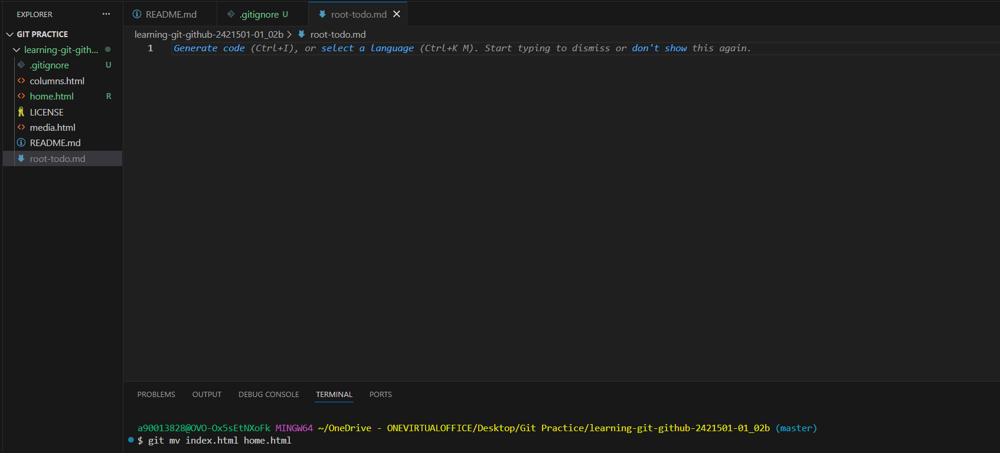 EXPLORER ...
GIT PRACTICE
learning-git-gith...
.gitignore U
columns.html
home.html R
LICENSE
media.html
README.md
root-todo.md
README.md .gitignore U root-todo.md
learning-git-github-2421501-01_02b > root-todo.md
1 Generate code (Ctrl+I), or select a language (Ctrl+K M). Start typing to dismiss or don't show this again.
PROBLEMS OUTPUT DEBUG CONSOLE TERMINAL PORTS
a90013828@OVO-Ox5sEtNXoFk MINGW64 ~/OneDrive - ONEVIRTUALOFFICE/Desktop/Git Practice/learning-git-github-2421501-01_02b (master)
$ git mv index.html home.html